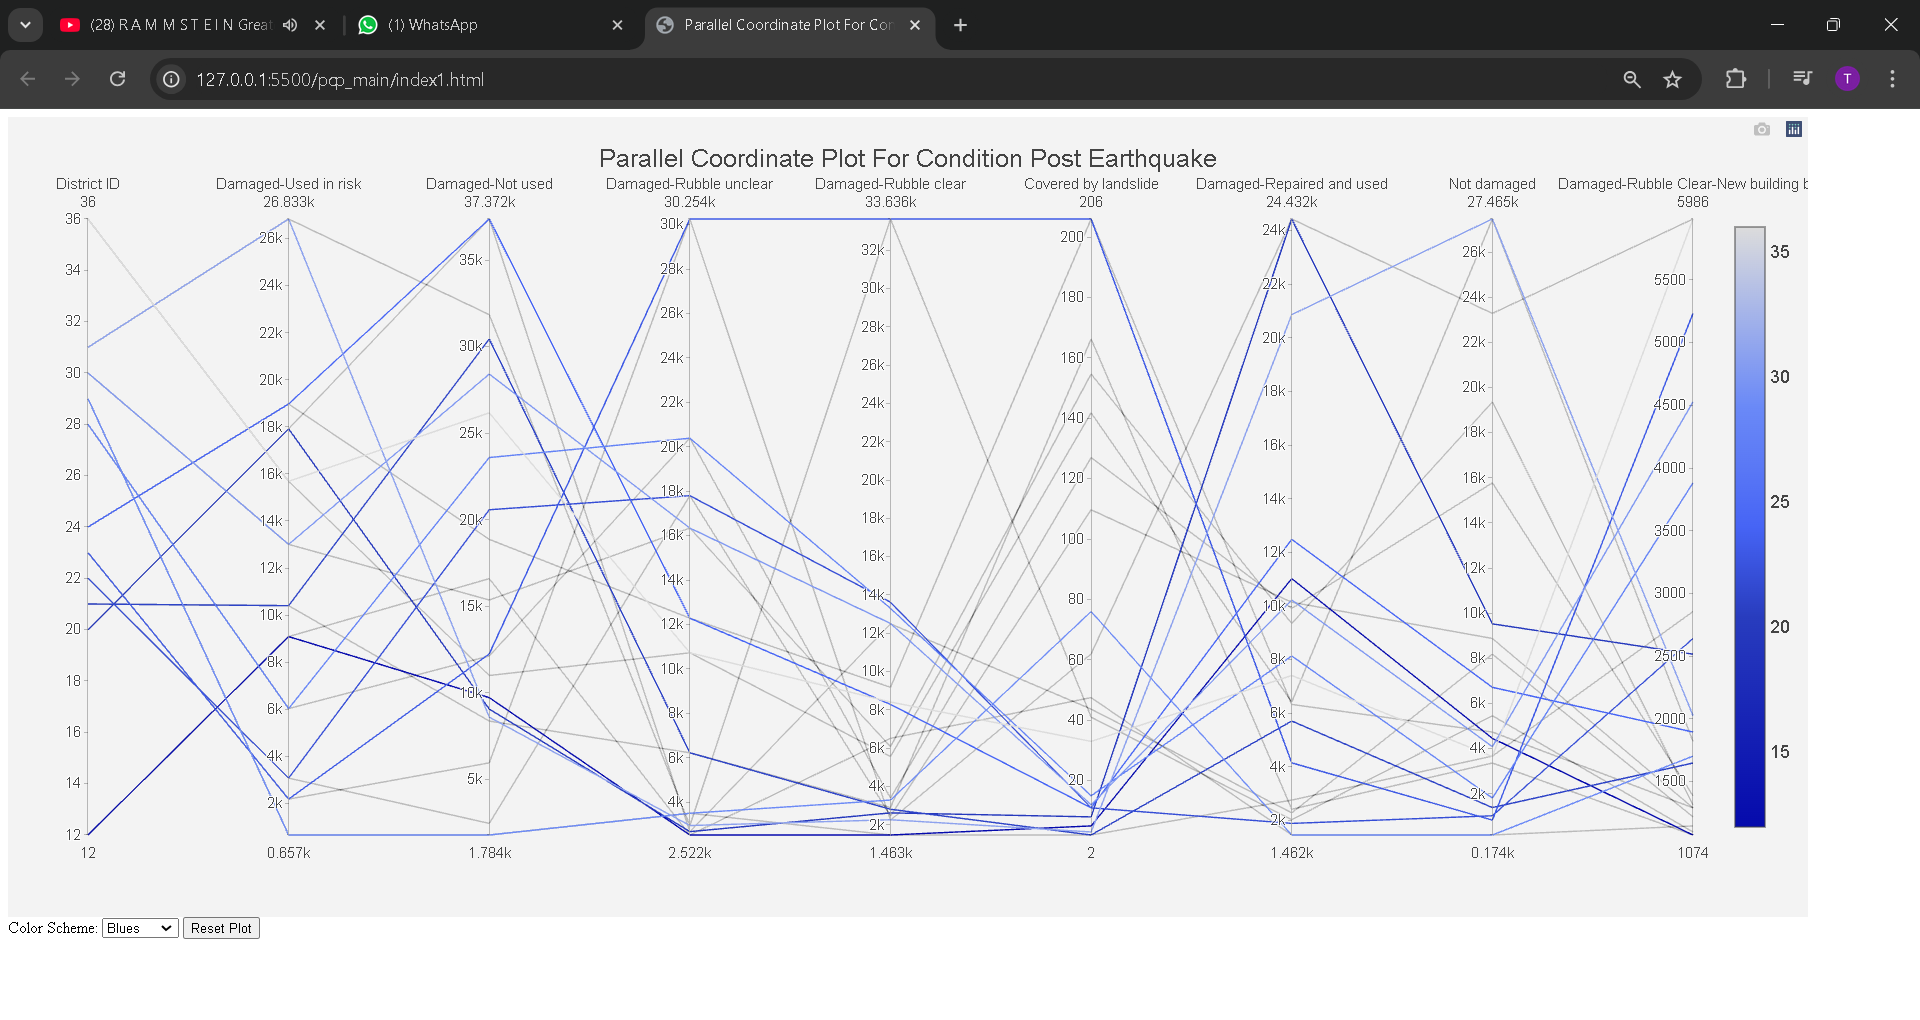 (28) R A M M S T E I N Great
(1) WhatsApp
Parallel Coordinate Plot For Con
127.0.0.1:5500/pqp_main/index1.html
T
Parallel Coordinate Plot For Condition Post Earthquake
District ID Damaged-Used in risk Damaged-Not used Damaged-Rubble unclear Damaged-Rubble clear Covered by landslide Damaged-Repaired and used Not damaged Damaged-Rubble Clear-New building b
36 26.833k 37.372k 30.254k 33.636k 206 24.432k 27.465k 5986
36 34 32 30 28 26 24 22 20 18 16 14 12
26k 24k 22k 20k 18k 16k 14k 12k 10k 8k 6k 4k 2k
35k 30k 25k 20k 15k 10k 5k
30k 28k 26k 24k 22k 20k 18k 16k 14k 12k 10k 8k 6k 4k
32k 30k 28k 26k 24k 22k 20k 18k 16k 14k 12k 10k 8k 6k 4k 2k
200 180 160 140 120 100 80 60 40 20
24k 22k 20k 18k 16k 14k 12k 10k 8k 6k 4k 2k
26k 24k 22k 20k 18k 16k 14k 12k 10k 8k 6k 4k 2k
5500 5000 4500 4000 3500 3000 2500 2000 1500
35 30 25 20 15
12 0.657k 1.784k 2.522k 1.463k 2 1.462k 0.174k 1074
Color Scheme: Blues Reset Plot